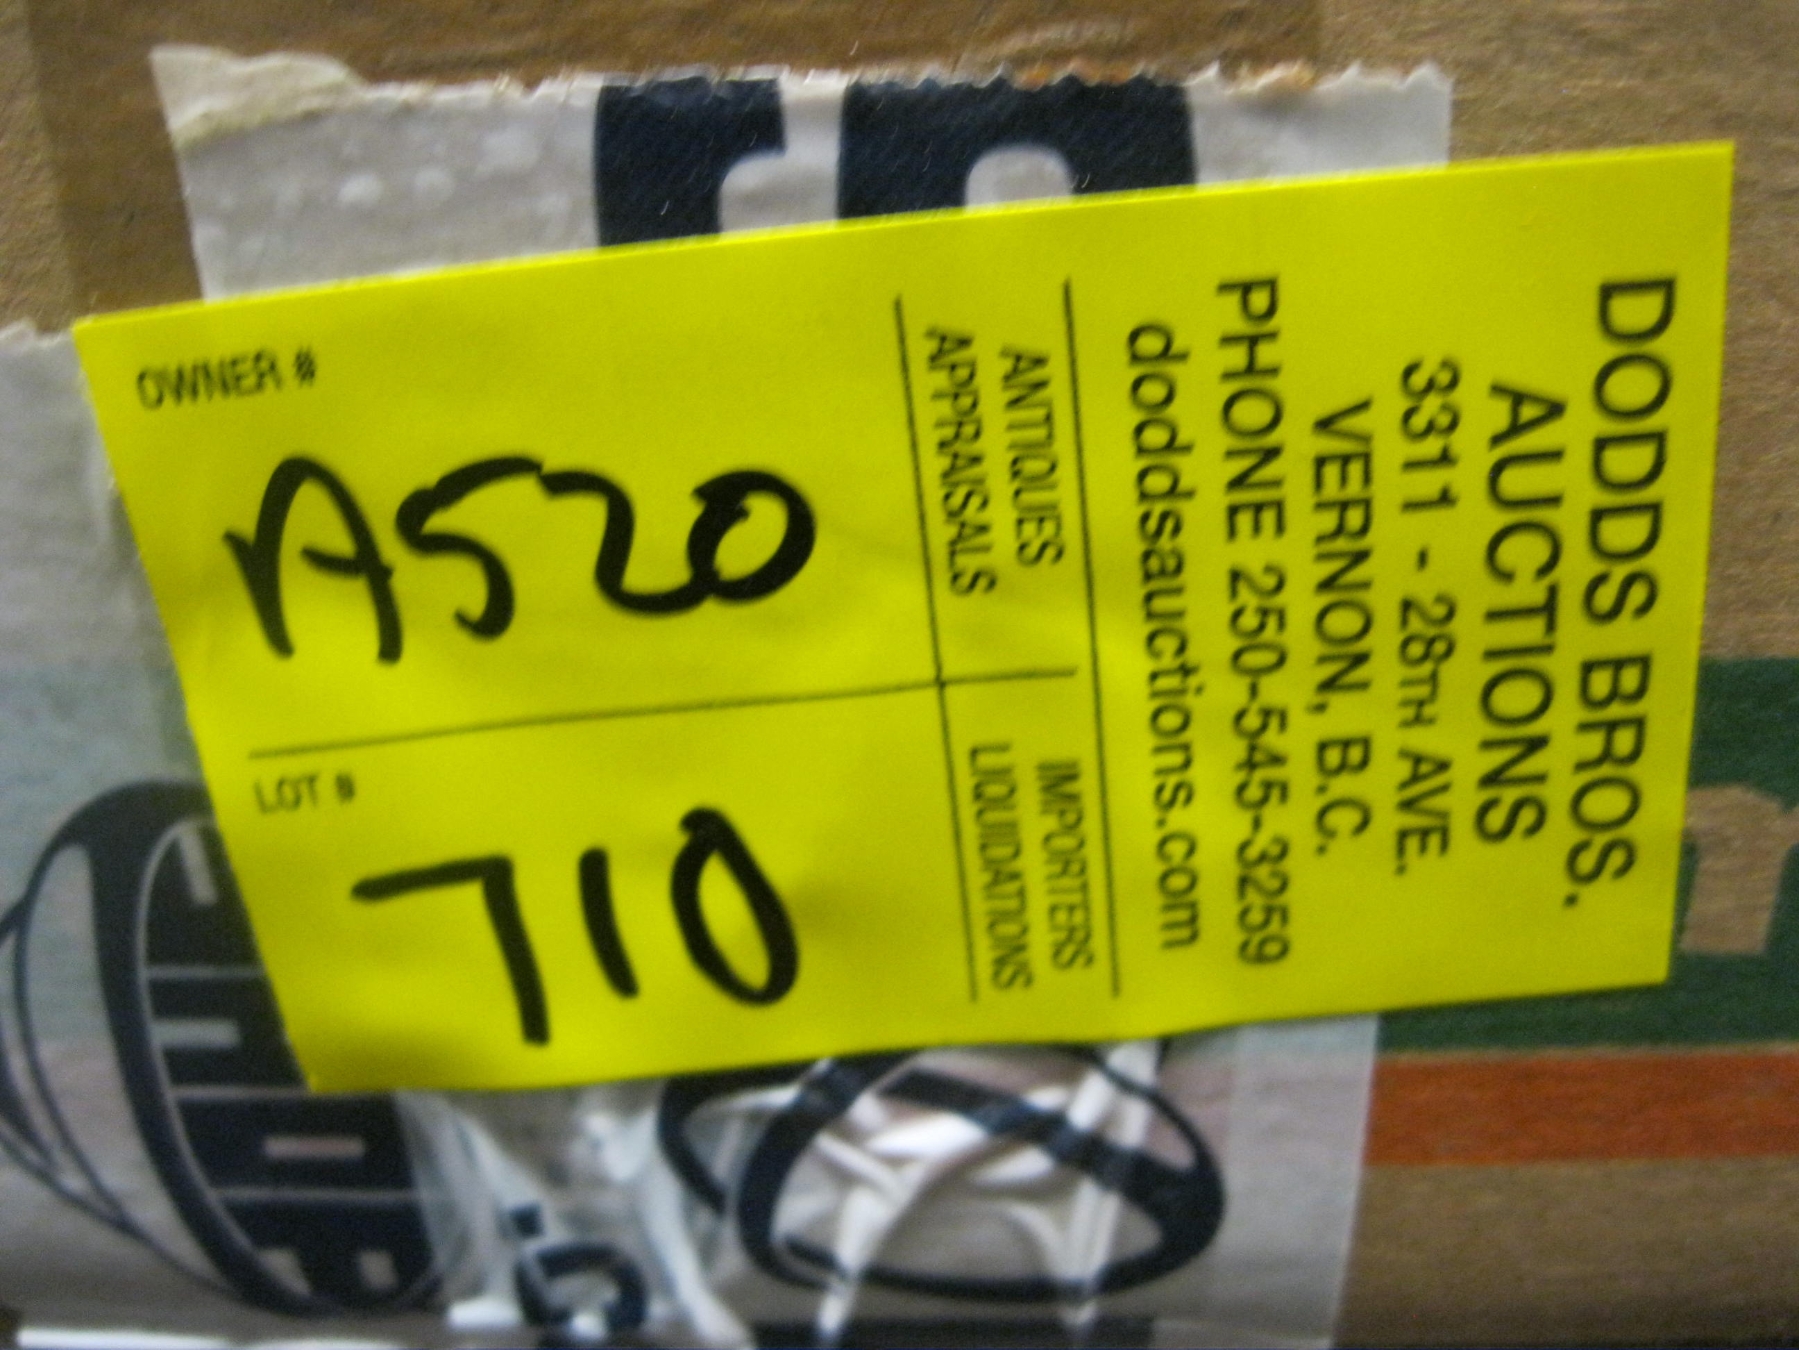 DODDS BROS.
AUCTIONS
3311 - 28TH AVE.
VERNON, B.C.
PHONE 250-545-3259
doddsauctions.com
ANTIQUES
APPRAISALS
IMPORTERS
LIQUIDATIONS
OWNER #
A520
LOT #
710